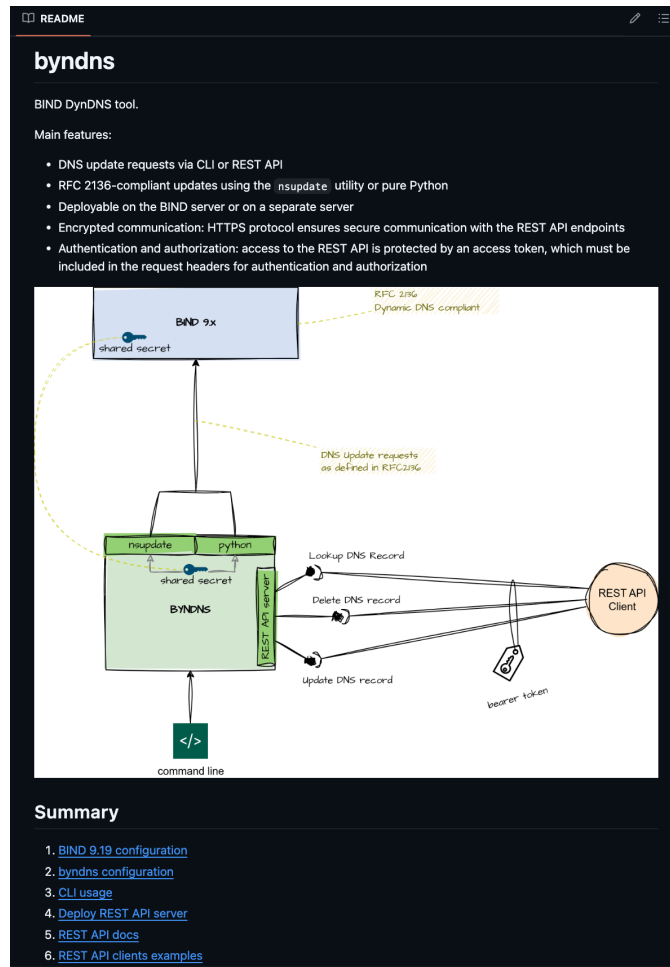 README
byndns
BIND DynDNS tool.
Main features:
DNS update requests via CLI or REST API
RFC 2136-compliant updates using the nsupdate utility or pure Python
Deployable on the BIND server or on a separate server
Encrypted communication: HTTPS protocol ensures secure communication with the REST API endpoints
Authentication and authorization: access to the REST API is protected by an access token, which must be
included in the request headers for authentication and authorization
RFC 2136
Dynamic DNS compliant
BIND 9.x
shared secret
DNS Update requests
as defined in RFC2136
nsupdate
python
shared secret
BYNDNS
REST API server
Lookup DNS Record
Delete DNS record
Update DNS record
REST API
Client
bearer token
</>
command line
Summary
1. BIND 9.19 configuration
2. byndns configuration
3. CLI usage
4. Deploy REST API server
5. REST API docs
6. REST API clients examples